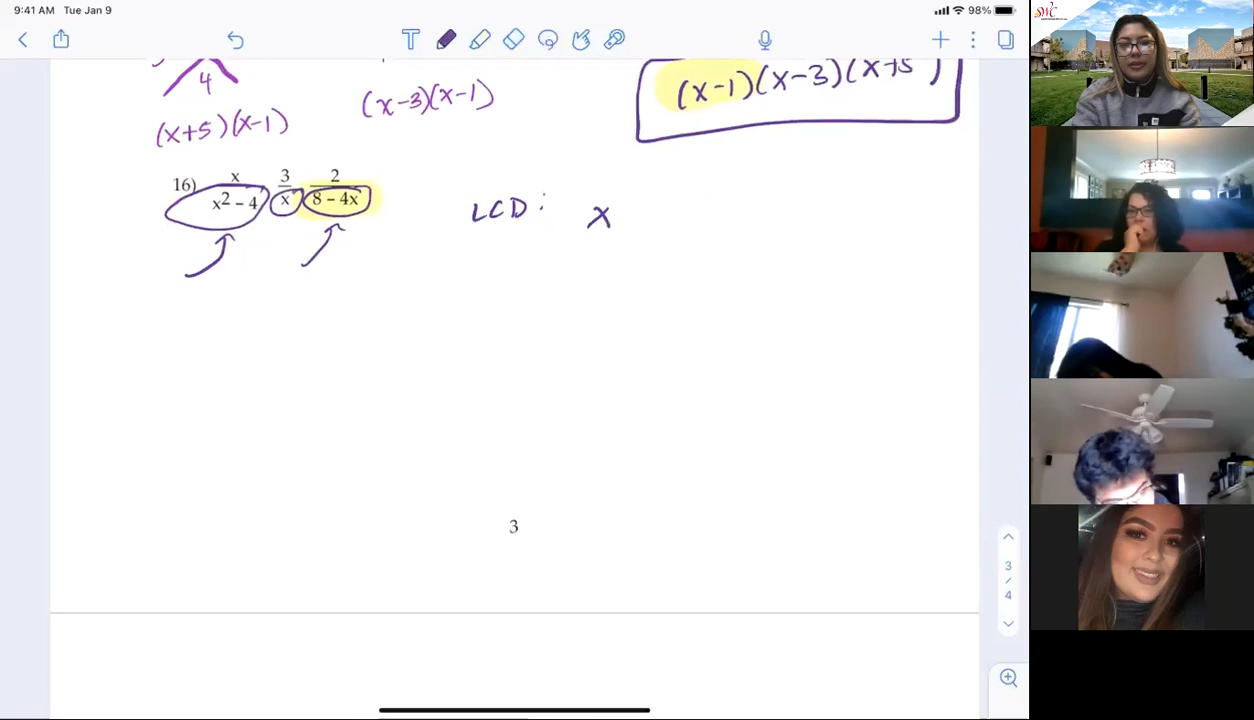 9:41 AM Tue Jan 9
98%
T
4
(x+5)(x-1)
(x-3)(x-1)
(x-1)(x-3)(x+5)
16) x/(x² - 4), 3/x, 2/(8 - 4x)
LCD: x
3
3
/
4
SWC